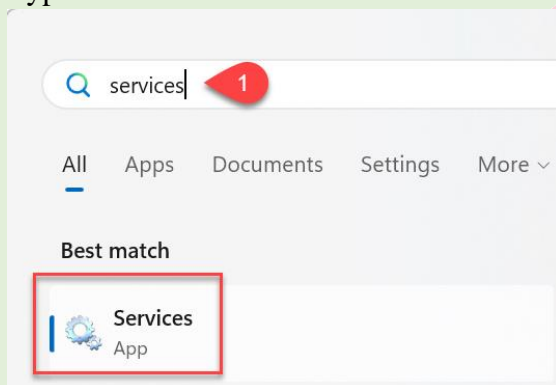 services
1
All Apps Documents Settings More
Best match
Services
App